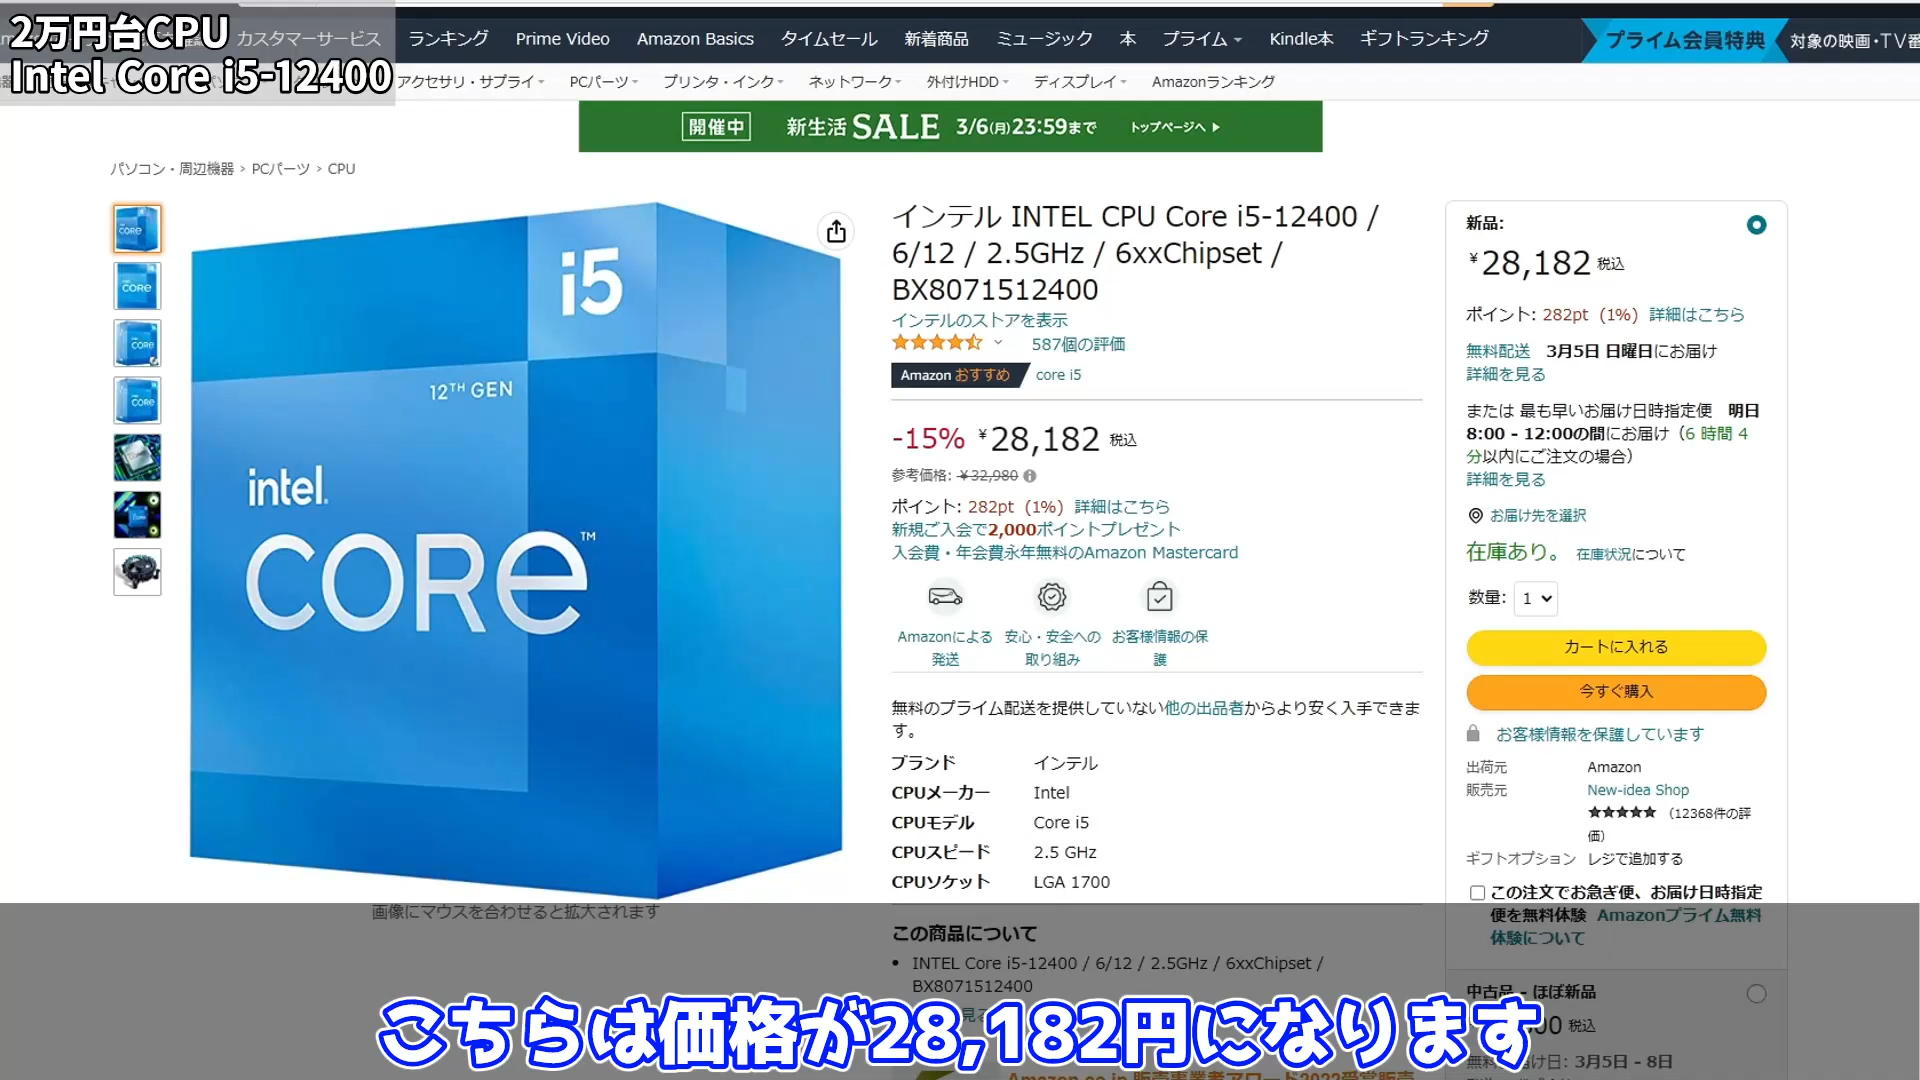 2万円台CPU
Intel Core i5-12400
カスタマーサービス ランキング Prime Video Amazon Basics タイムセール 新着商品 ミュージック 本 プライム Kindle本 ギフトランキング
プライム会員特典 対象の映画・TV番
アクセサリ・サプライ PCパーツ プリンタ・インク ネットワーク 外付けHDD ディスプレイ Amazonランキング
開催中 新生活 SALE 3/6(月)23:59まで トップページへ
パソコン・周辺機器 › PCパーツ › CPU
i5
12TH GEN
intel.
CORE™
画像にマウスを合わせると拡大されます
インテル INTEL CPU Core i5-12400 /
6/12 / 2.5GHz / 6xxChipset /
BX8071512400
インテルのストアを表示
587個の評価
Amazon おすすめ core i5
-15% ¥28,182 税込
参考価格: ¥32,980
ポイント: 282pt (1%) 詳細はこちら
新規ご入会で2,000ポイントプレゼント
入会費・年会費永年無料のAmazon Mastercard
Amazonによる
発送
安心・安全への
取り組み
お客様情報の保
護
無料のプライム配送を提供していない他の出品者からより安く入手できま
す。
ブランド インテル
CPUメーカー Intel
CPUモデル Core i5
CPUスピード 2.5 GHz
CPUソケット LGA 1700
この商品について
• INTEL Core i5-12400 / 6/12 / 2.5GHz / 6xxChipset /
BX8071512400
新品:
¥28,182 税込
ポイント: 282pt (1%) 詳細はこちら
無料配送 3月5日 日曜日にお届け
詳細を見る
または 最も早いお届け日時指定便 明日
8:00 - 12:00の間にお届け（6 時間 4
分以内にご注文の場合）
詳細を見る
お届け先を選択
在庫あり。 在庫状況について
数量: 1
カートに入れる
今すぐ購入
お客様情報を保護しています
出荷元 Amazon
販売元 New-idea Shop
★★★★★ （12368件の評
価）
ギフトオプション レジで追加する
この注文でお急ぎ便、お届け日時指定
便を無料体験 Amazonプライム無料
体験について
中古品 - ほぼ新品
税込
3月5日 - 8日
こちらは価格が28,182円になります